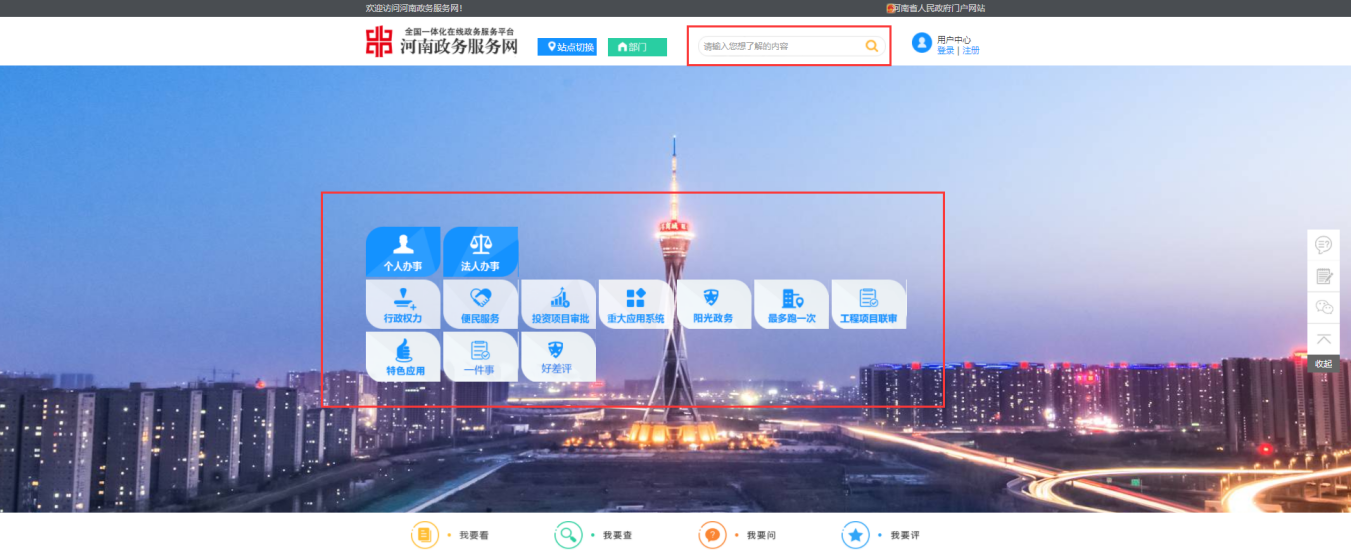 欢迎访问河南政务服务网!
河南省人民政府门户网站
全国一体化在线政务服务平台
河南政务服务网
站点切换
部门
请输入您想了解的内容
用户中心
登录 | 注册
个人办事
法人办事
行政权力
便民服务
投资项目审批
重大应用系统
阳光政务
最多跑一次
工程项目联审
特色应用
一件事
好差评
收起
我要看
我要查
我要问
我要评